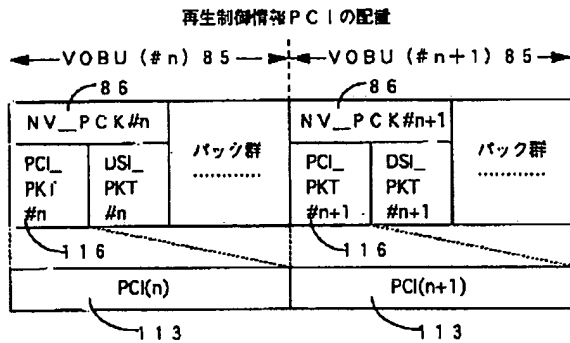 再生制御情報PCIの配置
VOBU (#n) 85 VOBU (#n+1) 85
86 86
NV_PCK#n NV_PCK#n+1
PCI_ DSI_ パック群 PCI_ DSI_ パック群
PKT PKT ............ PKT PKT ............
#n #n #n+1 #n+1
116 116
PCI(n) PCI(n+1)
113 113